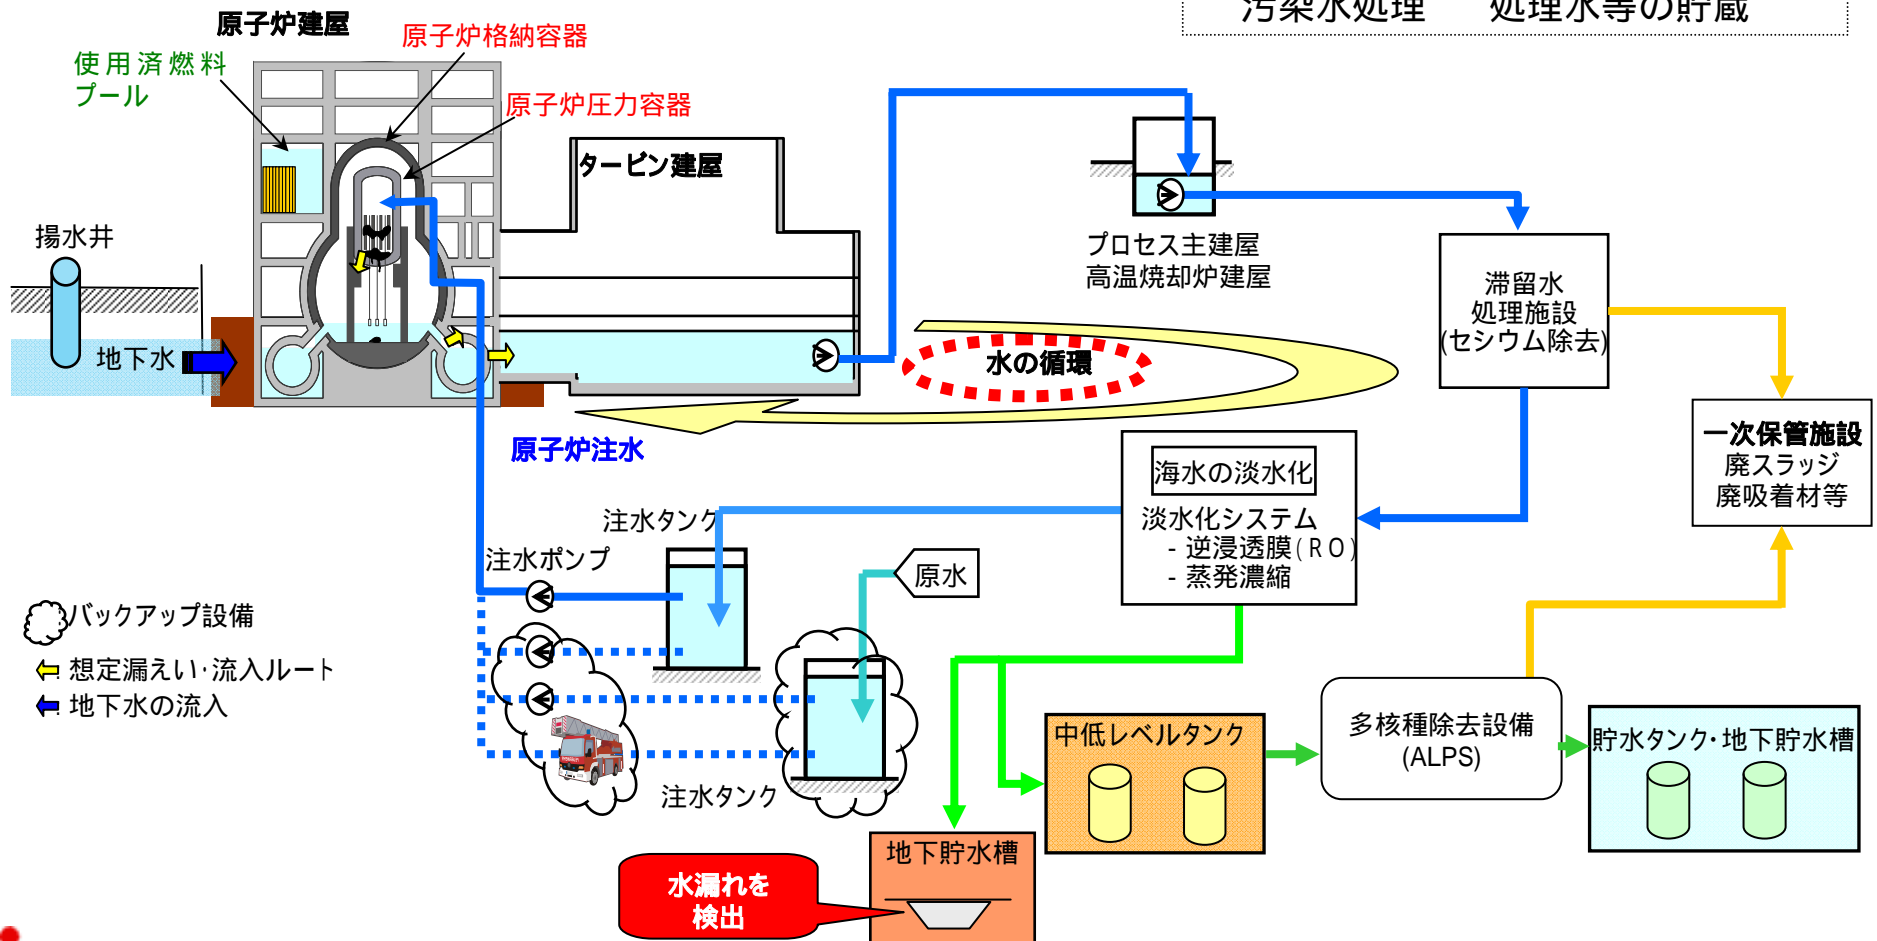 汚染水処理　処理水等の貯蔵
原子炉建屋
原子炉格納容器
使用済燃料
プール
原子炉圧力容器
タービン建屋
揚水井
地下水
プロセス主建屋
高温焼却炉建屋
滞留水
処理施設
(セシウム除去)
水の循環
原子炉注水
一次保管施設
廃スラッジ
廃吸着材等
海水の淡水化
淡水化システム
- 逆浸透膜(RO)
- 蒸発濃縮
注水タンク
注水ポンプ
原水
バックアップ設備
想定漏えい・流入ルート
地下水の流入
注水タンク
中低レベルタンク
多核種除去設備
(ALPS)
貯水タンク・地下貯水槽
地下貯水槽
水漏れを
検出